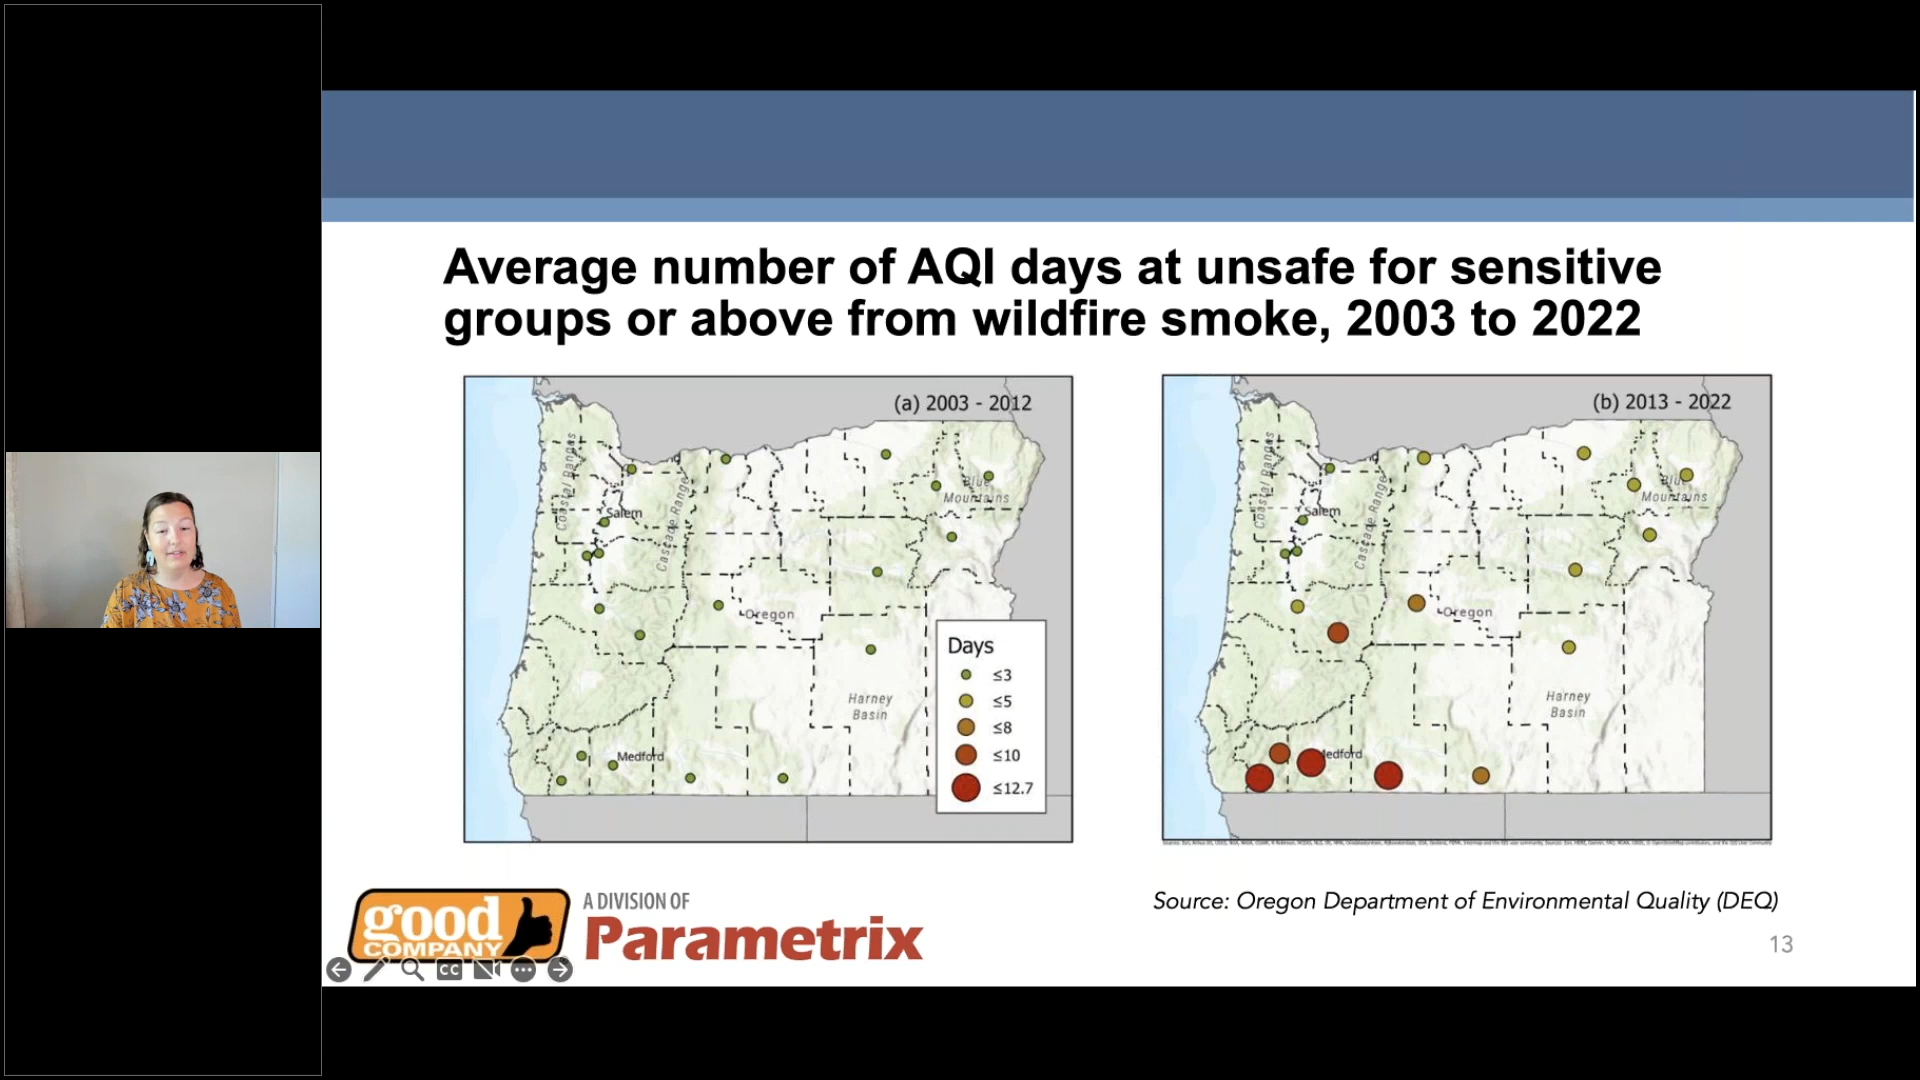 Average number of AQI days at unsafe for sensitive
groups or above from wildfire smoke, 2003 to 2022
(a) 2003 - 2012
Coastal Ranges
Cascade Range
Salem
Blue
Mountains
Oregon
Harney
Basin
Medford
Days
≤3
≤5
≤8
≤10
≤12.7
(b) 2013 - 2022
Coastal Ranges
Cascade Range
Salem
Blue
Mountains
Oregon
Harney
Basin
edford
good
COMPANY
A DIVISION OF
Parametrix
Source: Oregon Department of Environmental Quality (DEQ)
13
CC